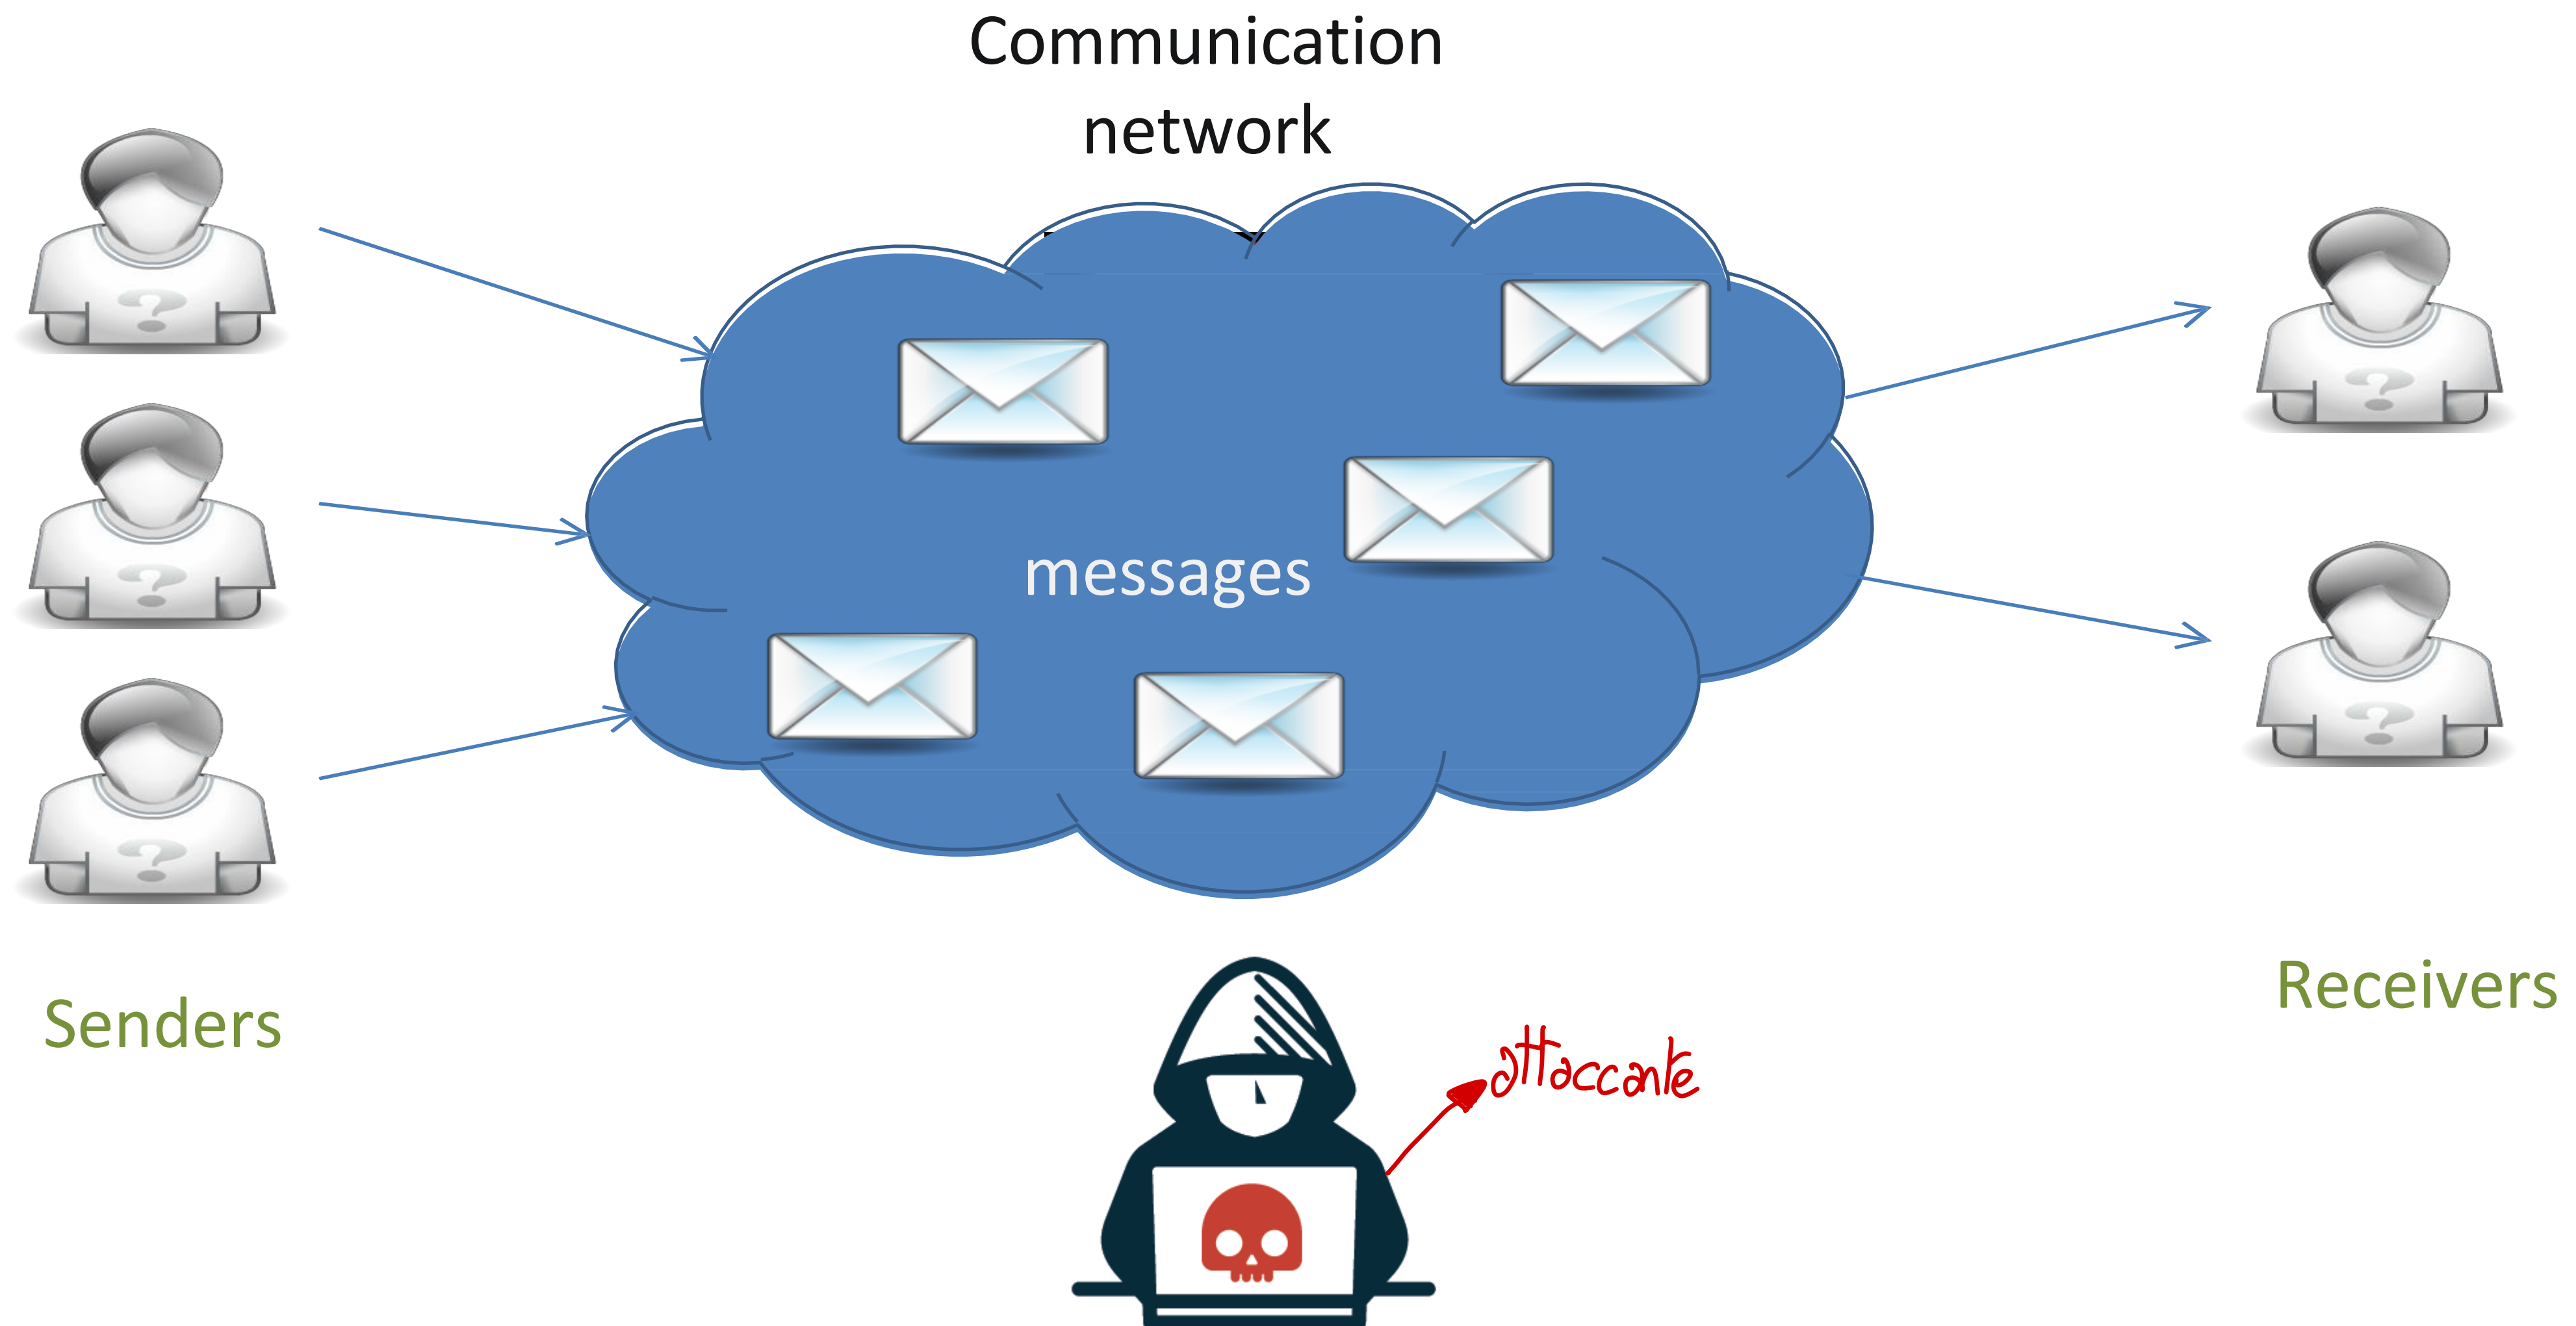 Communication
network
messages
Senders
Receivers
attaccante